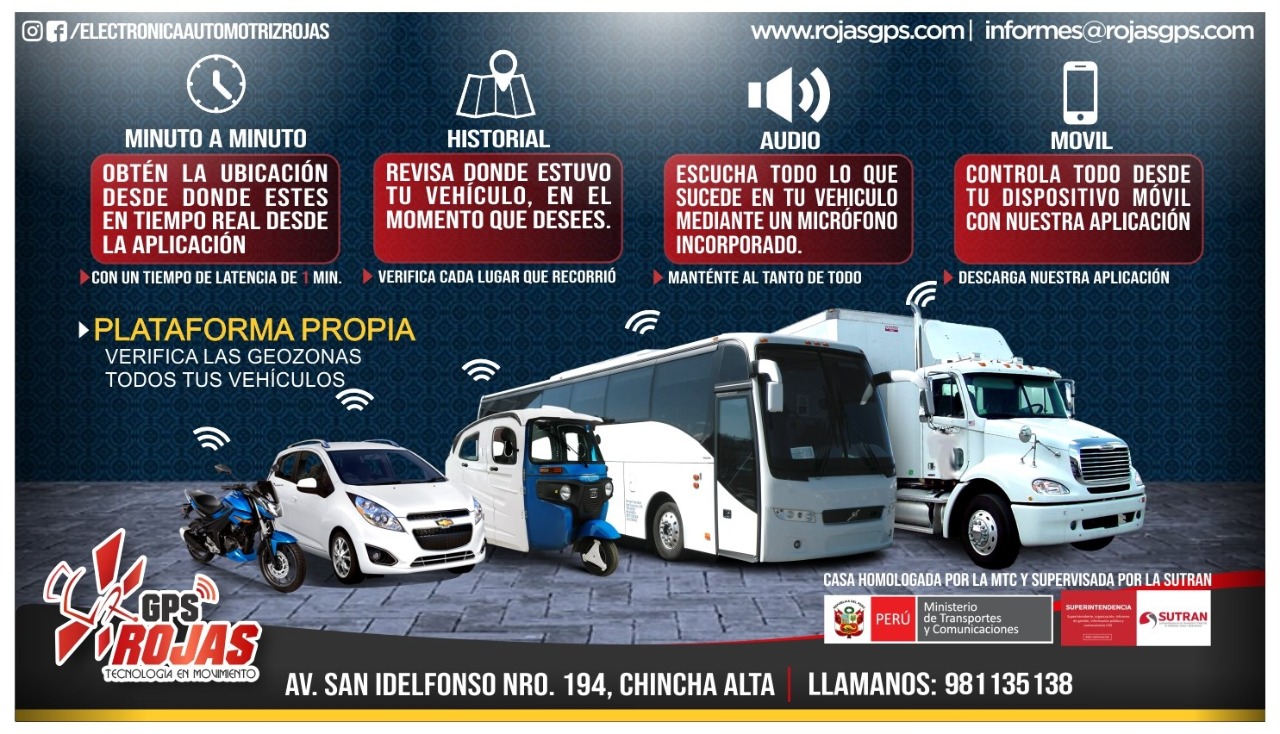 /ELECTRONICAAUTOMOTRIZROJAS
www.rojasgps.com | informes@rojasgps.com
MINUTO A MINUTO
OBTÉN LA UBICACIÓN
DESDE DONDE ESTES
EN TIEMPO REAL DESDE
LA APLICACIÓN
CON UN TIEMPO DE LATENCIA DE 1 MIN.
HISTORIAL
REVISA DONDE ESTUVO
TU VEHÍCULO, EN EL
MOMENTO QUE DESEES.
VERIFICA CADA LUGAR QUE RECORRIÓ
AUDIO
ESCUCHA TODO LO QUE
SUCEDE EN TU VEHICULO
MEDIANTE UN MICRÓFONO
INCORPORADO.
MANTÉNTE AL TANTO DE TODO
MOVIL
CONTROLA TODO DESDE
TU DISPOSITIVO MÓVIL
CON NUESTRA APLICACIÓN
DESCARGA NUESTRA APLICACIÓN
PLATAFORMA PROPIA
VERIFICA LAS GEOZONAS
TODOS TUS VEHÍCULOS
GPS
ROJAS
TECNOLOGÍA EN MOVIMIENTO
CASA HOMOLOGADA POR LA MTC Y SUPERVISADA POR LA SUTRAN
PERÚ
Ministerio
de Transportes
y Comunicaciones
SUPERINTENDENCIA
SUTRAN
AV. SAN IDELFONSO NRO. 194, CHINCHA ALTA | LLAMANOS: 981135138